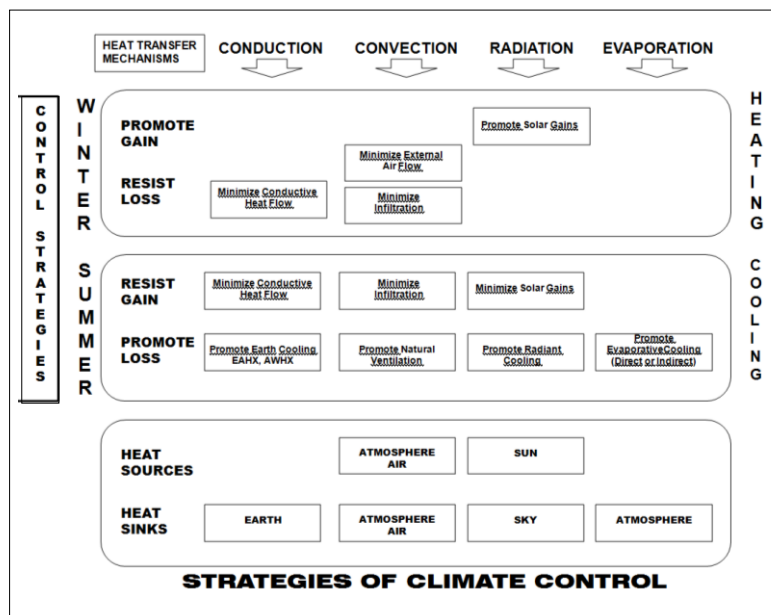 HEAT TRANSFER
MECHANISMS
CONDUCTION
CONVECTION
RADIATION
EVAPORATION
CONTROL STRATEGIES
WINTER
HEATING
PROMOTE
GAIN
Promote Solar Gains
Minimize External
Air Flow
RESIST
LOSS
Minimize Conductive
Heat Flow
Minimize
Infiltration
SUMMER
COOLING
RESIST
GAIN
Minimize Conductive
Heat Flow
Minimize
Infiltration
Minimize Solar Gains
PROMOTE
LOSS
Promote Earth Cooling
EAHX, AWHX
Promote Natural
Ventilation
Promote Radiant
Cooling
Promote
EvaporativeCooling
(Direct or Indirect)
HEAT
SOURCES
ATMOSPHERE
AIR
SUN
HEAT
SINKS
EARTH
ATMOSPHERE
AIR
SKY
ATMOSPHERE
STRATEGIES OF CLIMATE CONTROL